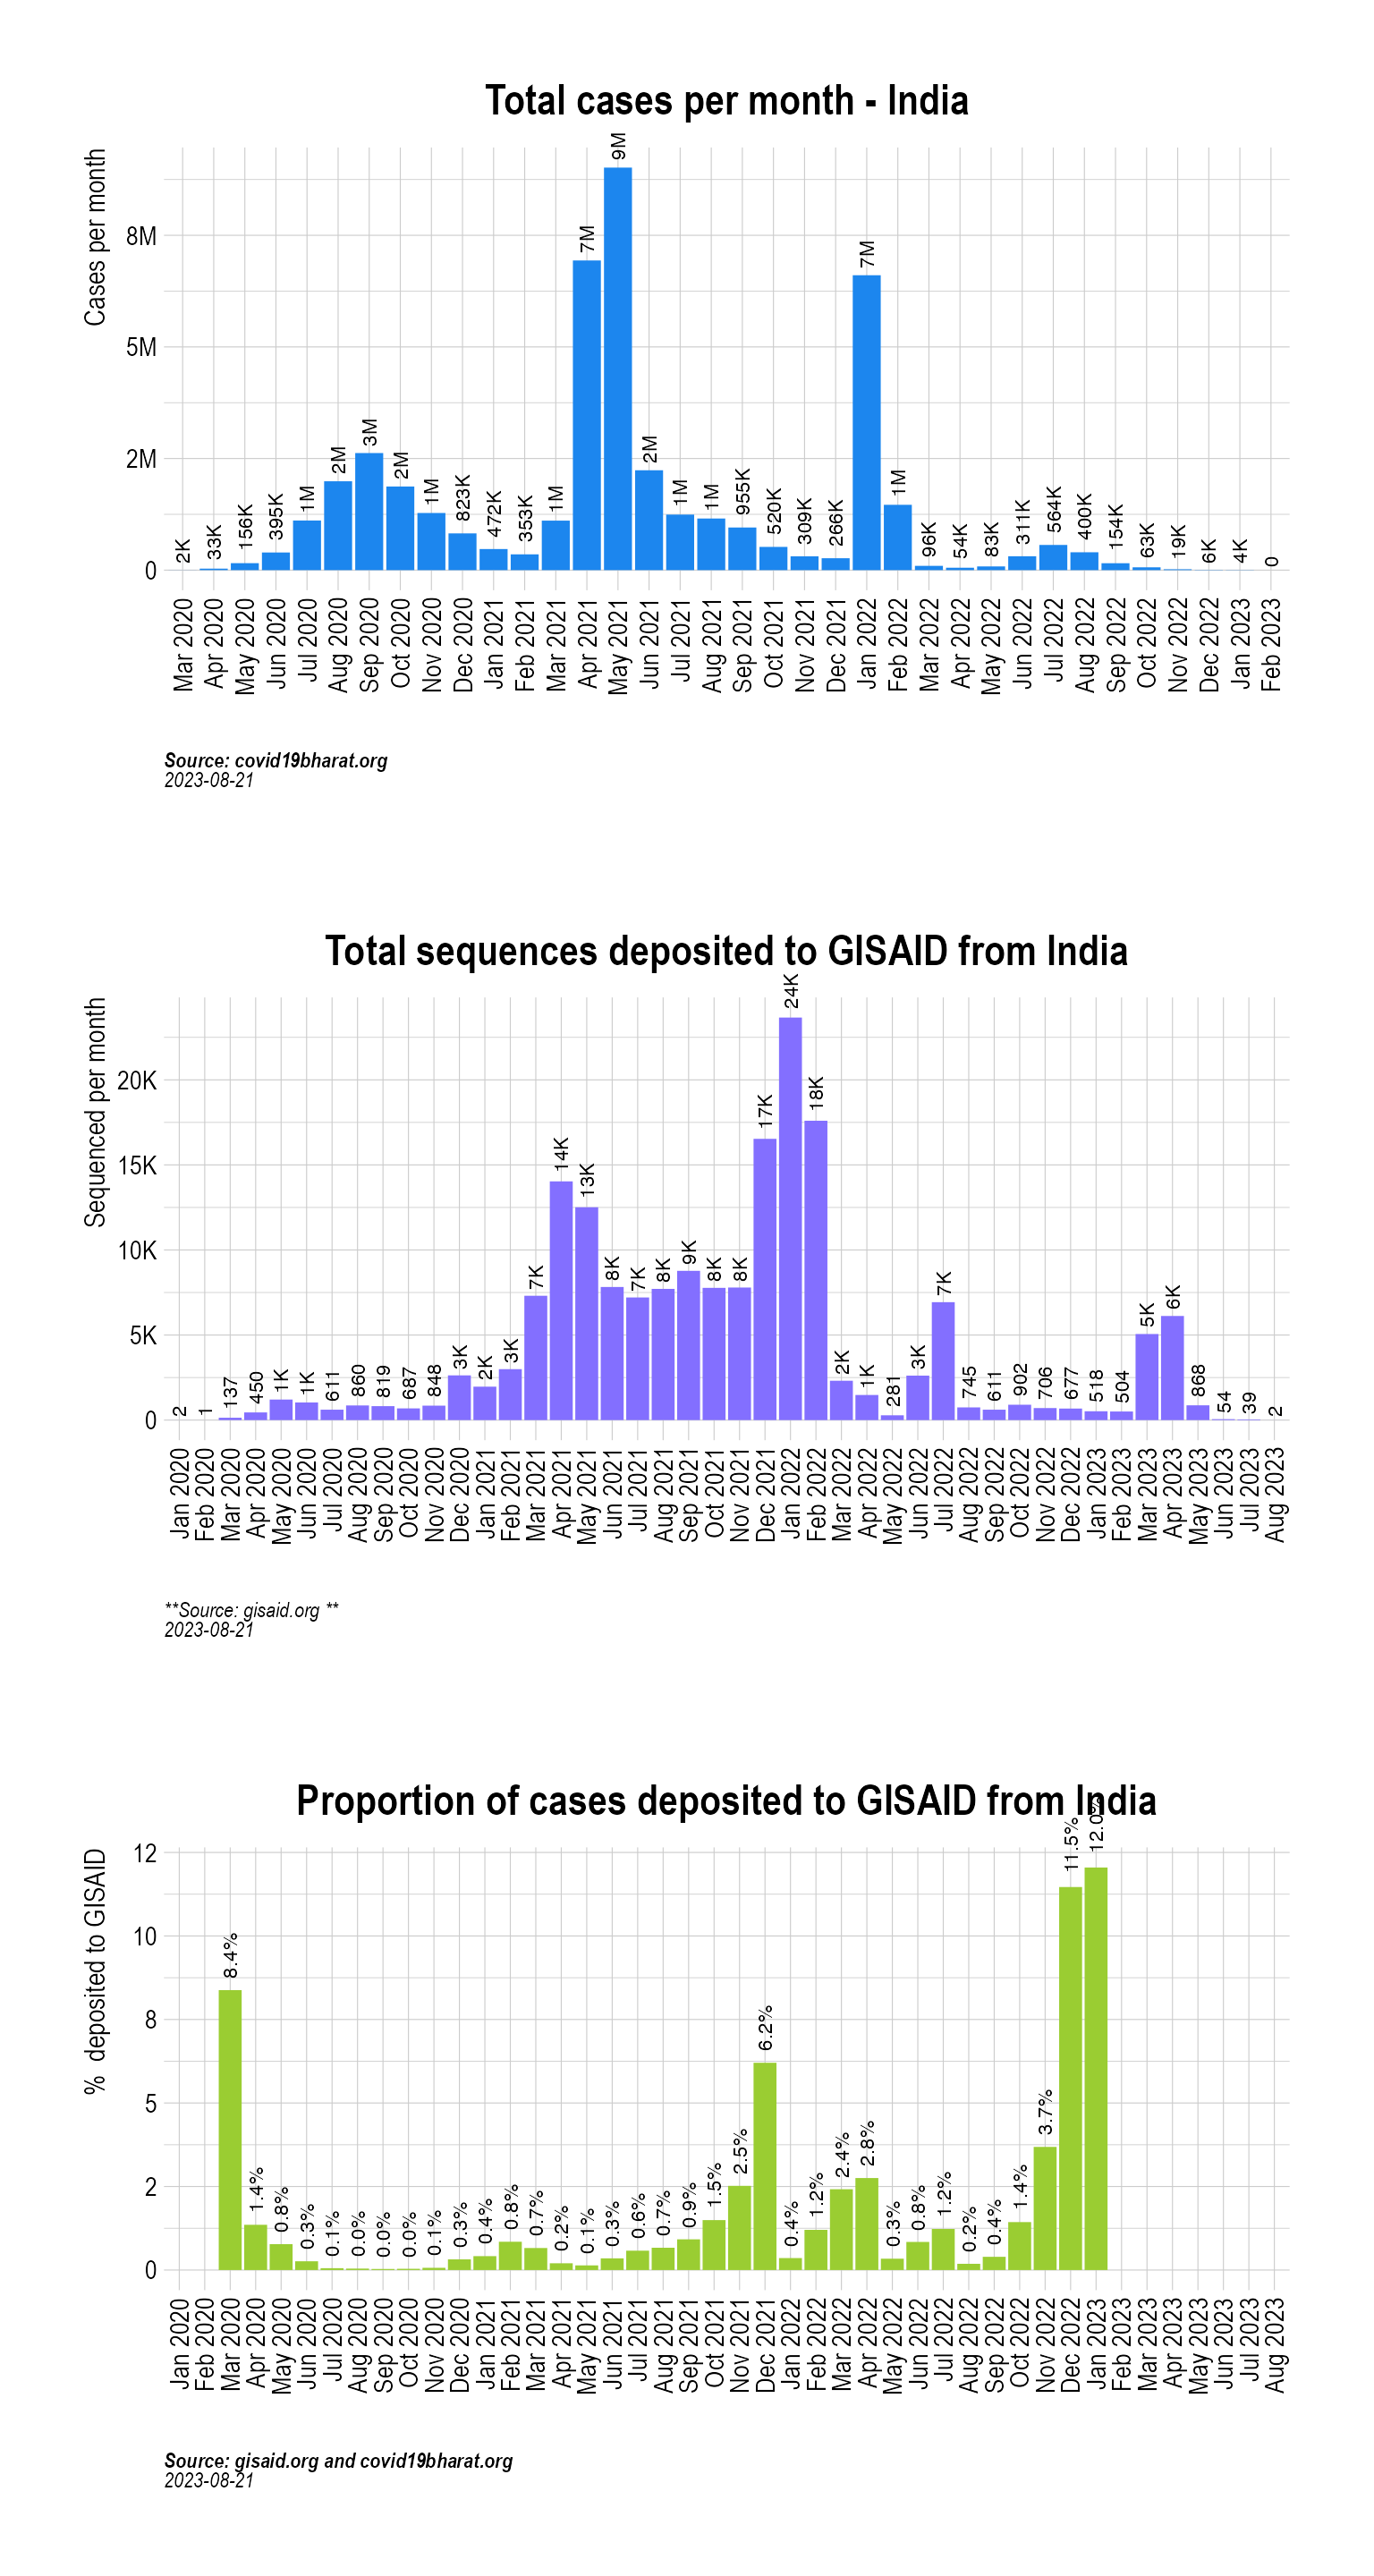 Total cases per month - India
Cases per month
8M
5M
2M
0
2K
33K
156K
395K
1M
2M
3M
2M
1M
823K
472K
353K
1M
7M
9M
2M
1M
1M
955K
520K
309K
266K
7M
1M
96K
54K
83K
311K
564K
400K
154K
63K
19K
6K
4K
0
Mar 2020
Apr 2020
May 2020
Jun 2020
Jul 2020
Aug 2020
Sep 2020
Oct 2020
Nov 2020
Dec 2020
Jan 2021
Feb 2021
Mar 2021
Apr 2021
May 2021
Jun 2021
Jul 2021
Aug 2021
Sep 2021
Oct 2021
Nov 2021
Dec 2021
Jan 2022
Feb 2022
Mar 2022
Apr 2022
May 2022
Jun 2022
Jul 2022
Aug 2022
Sep 2022
Oct 2022
Nov 2022
Dec 2022
Jan 2023
Feb 2023
Source: covid19bharat.org
2023-08-21
Total sequences deposited to GISAID from India
Sequenced per month
20K
15K
10K
5K
0
2
1
137
450
1K
1K
611
860
819
687
848
3K
2K
3K
7K
14K
13K
8K
7K
8K
9K
8K
8K
17K
24K
18K
2K
1K
281
3K
7K
745
611
902
706
677
518
504
5K
6K
868
54
39
2
Jan 2020
Feb 2020
Mar 2020
Apr 2020
May 2020
Jun 2020
Jul 2020
Aug 2020
Sep 2020
Oct 2020
Nov 2020
Dec 2020
Jan 2021
Feb 2021
Mar 2021
Apr 2021
May 2021
Jun 2021
Jul 2021
Aug 2021
Sep 2021
Oct 2021
Nov 2021
Dec 2021
Jan 2022
Feb 2022
Mar 2022
Apr 2022
May 2022
Jun 2022
Jul 2022
Aug 2022
Sep 2022
Oct 2022
Nov 2022
Dec 2022
Jan 2023
Feb 2023
Mar 2023
Apr 2023
May 2023
Jun 2023
Jul 2023
Aug 2023
**Source: gisaid.org **
2023-08-21
Proportion of cases deposited to GISAID from India
% deposited to GISAID
12
10
8
5
2
0
8.4%
1.4%
0.8%
0.3%
0.1%
0.0%
0.0%
0.0%
0.1%
0.3%
0.4%
0.8%
0.7%
0.2%
0.1%
0.3%
0.6%
0.7%
0.9%
1.5%
2.5%
6.2%
0.4%
1.2%
2.4%
2.8%
0.3%
0.8%
1.2%
0.2%
0.4%
1.4%
3.7%
11.5%
12.0%
Jan 2020
Feb 2020
Mar 2020
Apr 2020
May 2020
Jun 2020
Jul 2020
Aug 2020
Sep 2020
Oct 2020
Nov 2020
Dec 2020
Jan 2021
Feb 2021
Mar 2021
Apr 2021
May 2021
Jun 2021
Jul 2021
Aug 2021
Sep 2021
Oct 2021
Nov 2021
Dec 2021
Jan 2022
Feb 2022
Mar 2022
Apr 2022
May 2022
Jun 2022
Jul 2022
Aug 2022
Sep 2022
Oct 2022
Nov 2022
Dec 2022
Jan 2023
Feb 2023
Mar 2023
Apr 2023
May 2023
Jun 2023
Jul 2023
Aug 2023
Source: gisaid.org and covid19bharat.org
2023-08-21